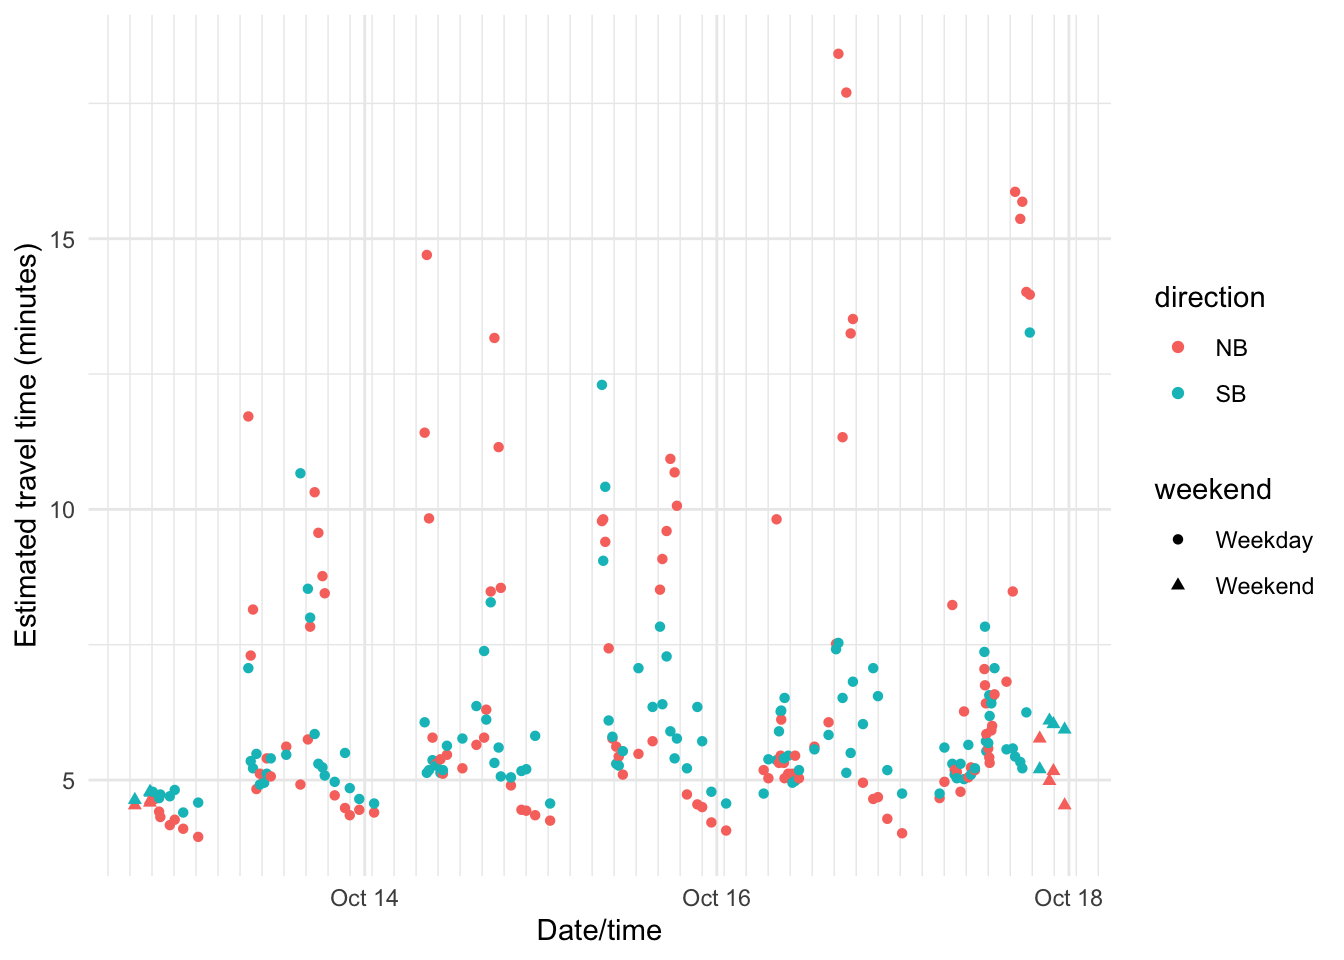 15
10
5
Estimated travel time (minutes)
Oct 14
Oct 16
Oct 18
Date/time
direction
NB
SB
weekend
Weekday
Weekend